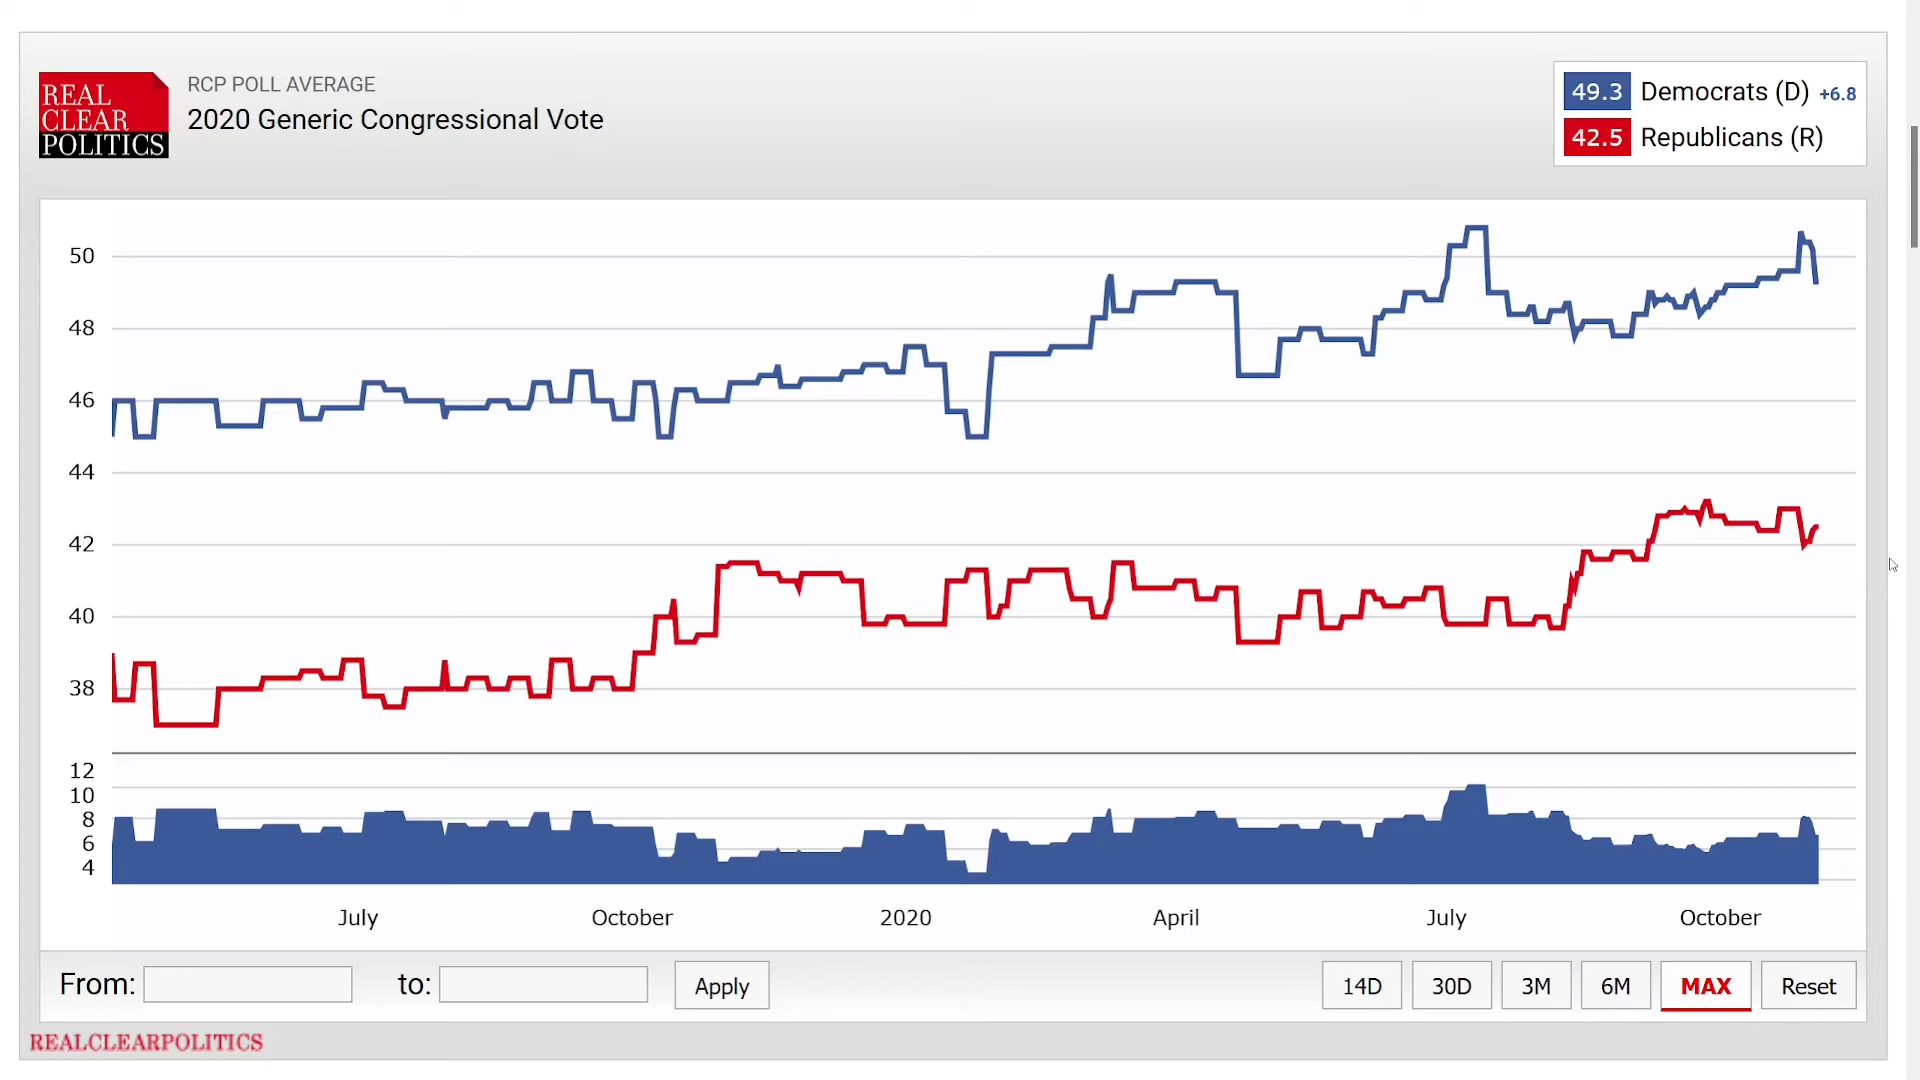 REAL
CLEAR
POLITICS
RCP POLL AVERAGE
2020 Generic Congressional Vote
49.3 Democrats (D) +6.8
42.5 Republicans (R)
50
48
46
44
42
40
38
12
10
8
6
4
July October 2020 April July October
From: to: Apply 14D 30D 3M 6M MAX Reset
REALCLEARPOLITICS